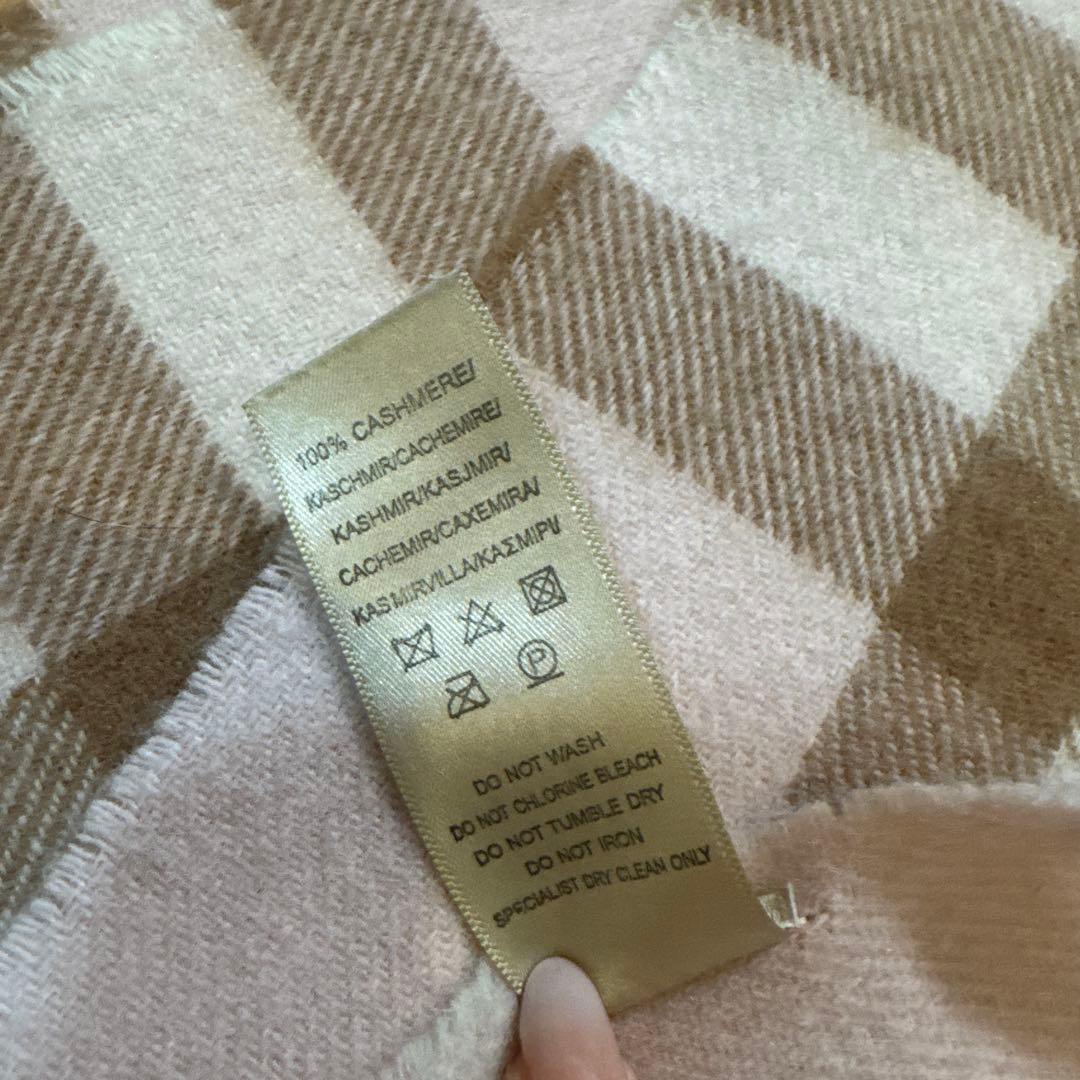 100% CASHMERE/
KASCHMIR/CACHEMIRE/
KASHMIR/KASJMIR/
CACHEMIR/CAXEMIRA/
KASMIRVILLA/ΚΑΣΜΙΡΙ/
P
DO NOT WASH
DO NOT CHLORINE BLEACH
DO NOT TUMBLE DRY
DO NOT IRON
SPECIALIST DRY CLEAN ONLY